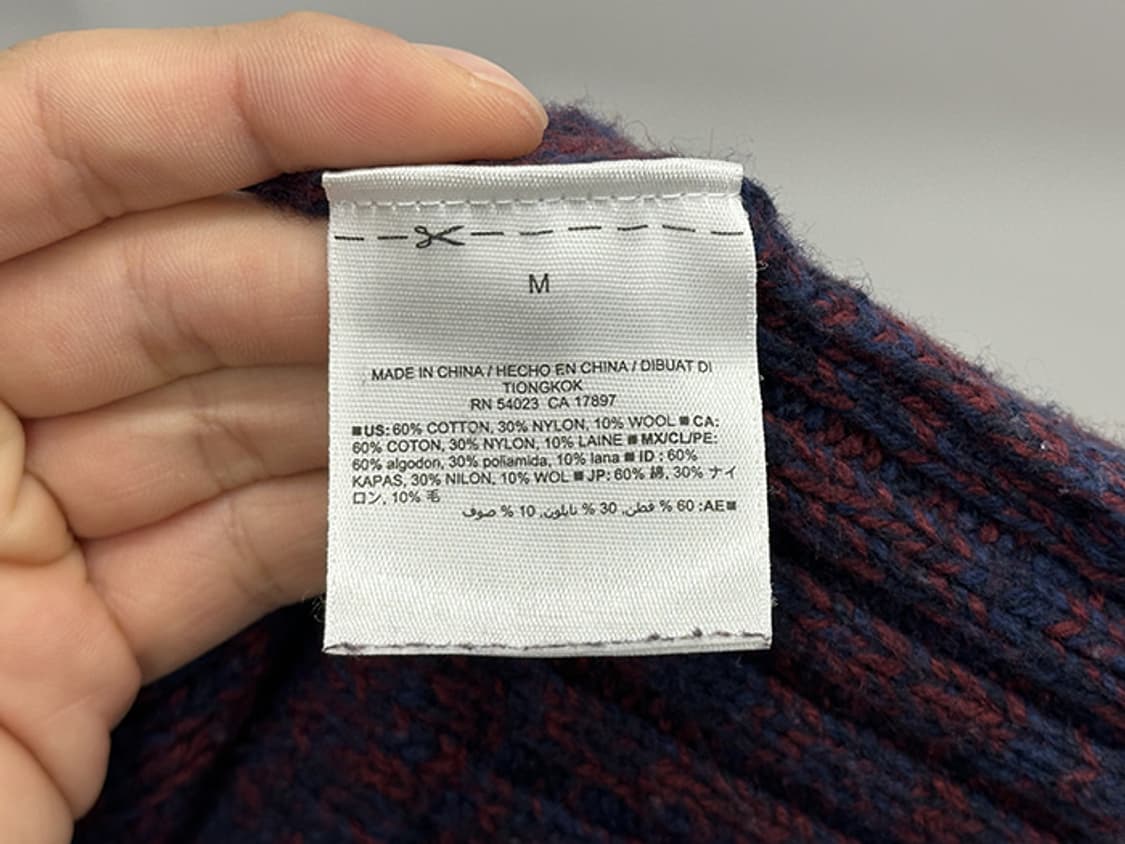 M
MADE IN CHINA / HECHO EN CHINA / DIBUAT DI
TIONGKOK
RN 54023 CA 17897
■US: 60% COTTON, 30% NYLON, 10% WOOL ■ CA:
60% COTON, 30% NYLON, 10% LAINE ■ MX/CL/PE:
60% algodon, 30% poliamida, 10% lana ■ ID : 60%
KAPAS, 30% NILON, 10% WOL ■ JP: 60% 綿, 30% ナイ
ロン, 10% 毛
■AE: 60 % قطن, 30 % نايلون, 10 % صوف